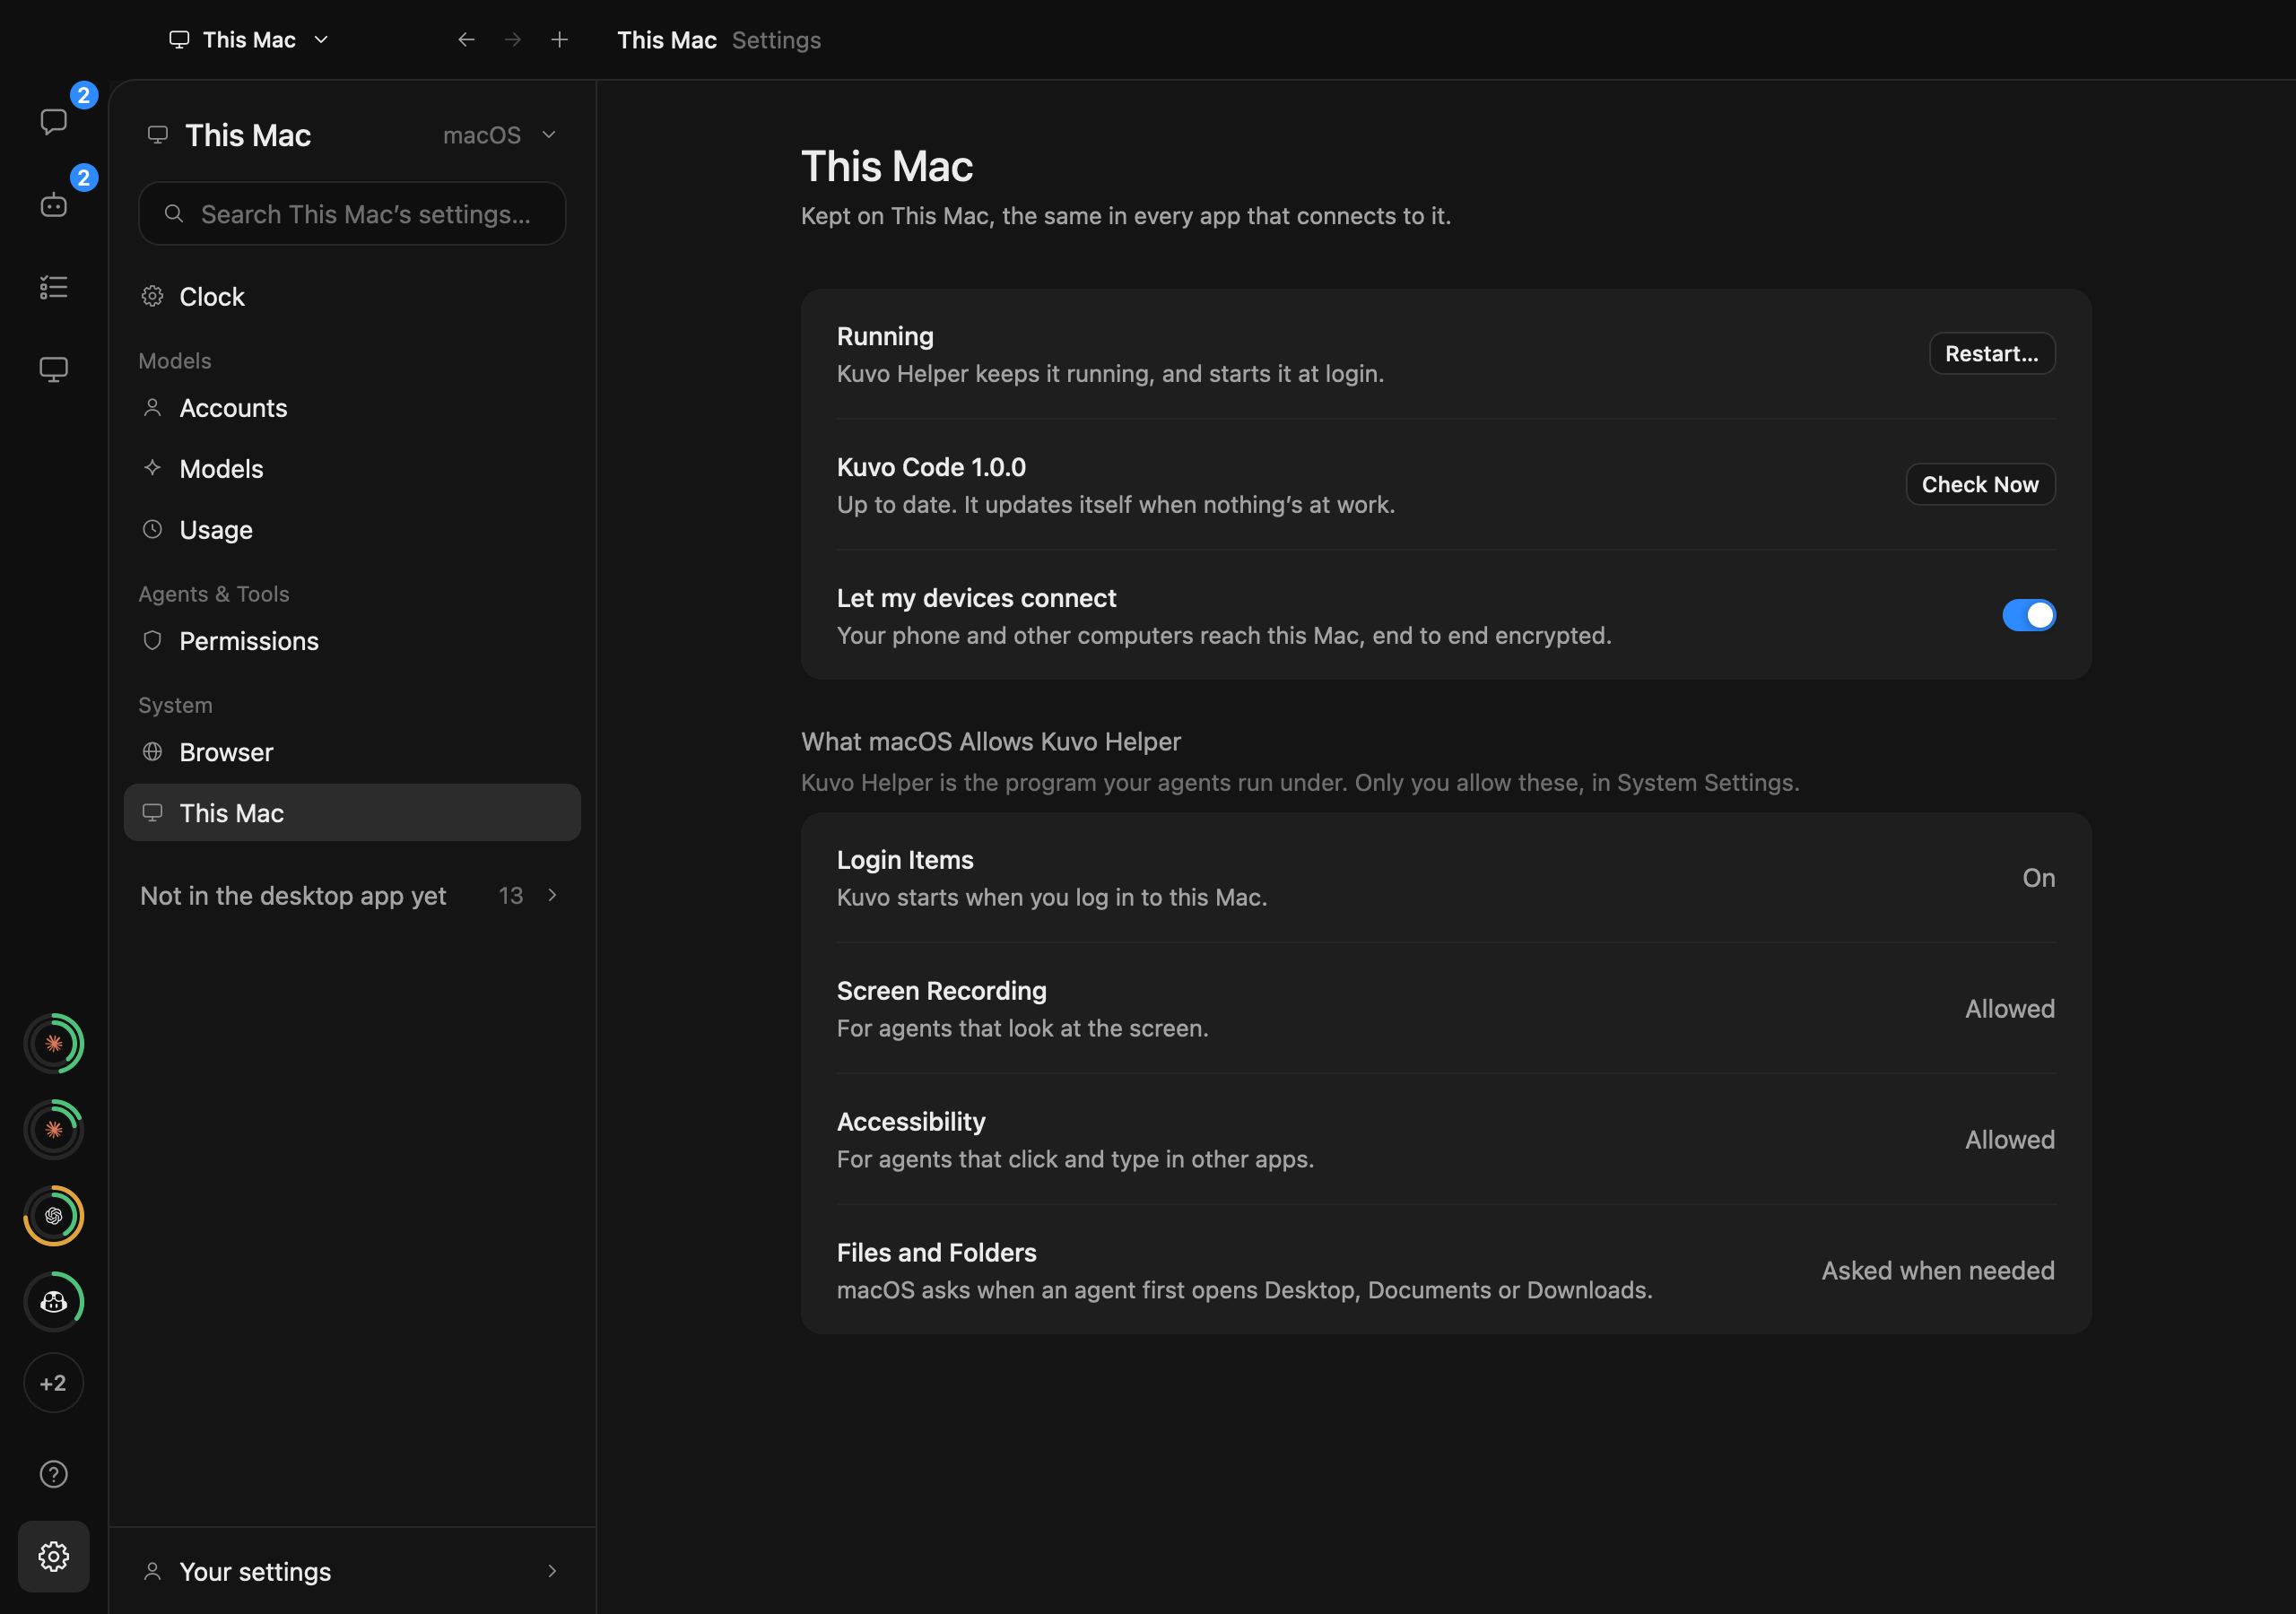 This Mac
This Mac Settings
2
2
This Mac macOS
Search This Mac’s settings...
Clock
Models
Accounts
Models
Usage
Agents & Tools
Permissions
System
Browser
This Mac
Not in the desktop app yet 13
+2
Your settings
This Mac
Kept on This Mac, the same in every app that connects to it.
Running
Kuvo Helper keeps it running, and starts it at login.
Restart...
Kuvo Code 1.0.0
Up to date. It updates itself when nothing’s at work.
Check Now
Let my devices connect
Your phone and other computers reach this Mac, end to end encrypted.
What macOS Allows Kuvo Helper
Kuvo Helper is the program your agents run under. Only you allow these, in System Settings.
Login Items
Kuvo starts when you log in to this Mac.
On
Screen Recording
For agents that look at the screen.
Allowed
Accessibility
For agents that click and type in other apps.
Allowed
Files and Folders
macOS asks when an agent first opens Desktop, Documents or Downloads.
Asked when needed